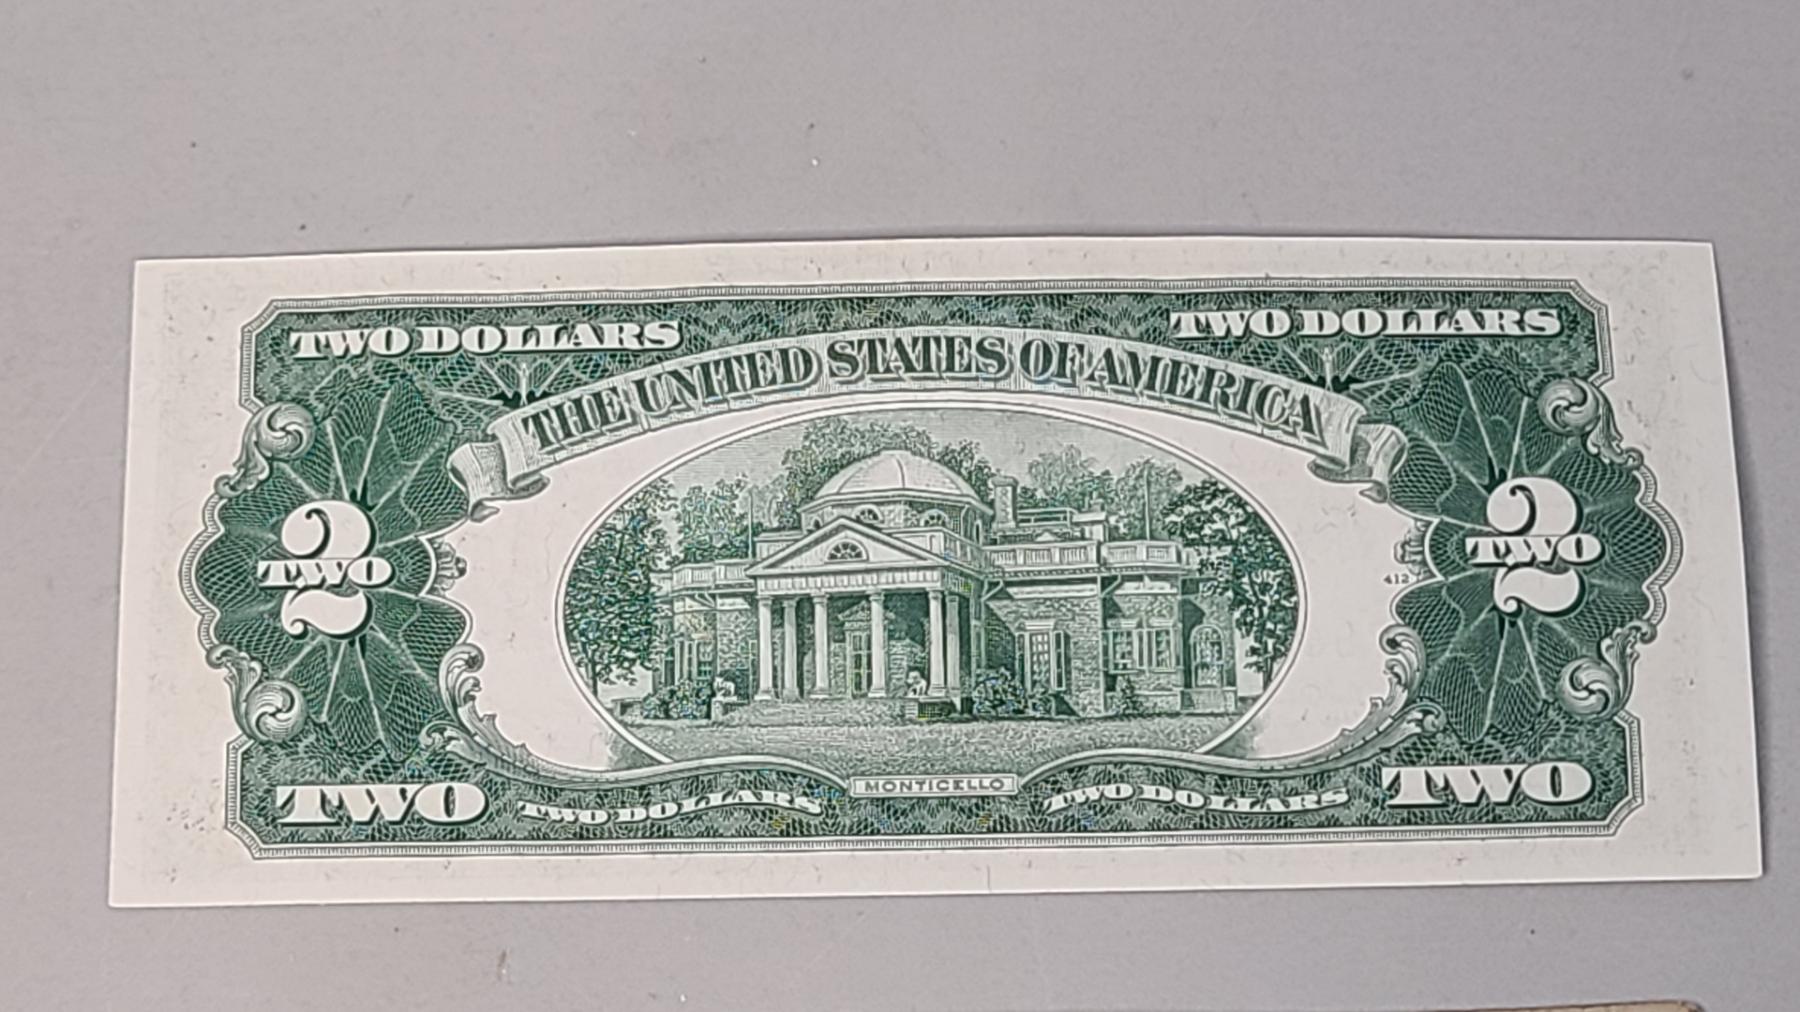 TWO DOLLARS TWO DOLLARS
THE UNITED STATES OF AMERICA
2 2
TWO TWO
412
MONTICELLO
TWO TWO DOLLARS TWO DOLLARS TWO